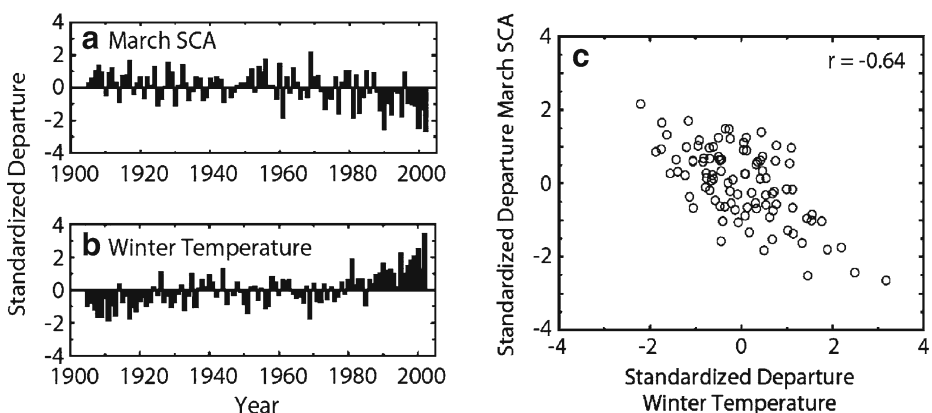 Standardized Departure
a March SCA
4
2
0
-2
-4
1900 1920 1940 1960 1980 2000
b Winter Temperature
4
2
0
-2
-4
1900 1920 1940 1960 1980 2000
Year
Standardized Departure March SCA
c
r = -0.64
4
2
0
-2
-4
-4 -2 0 2 4
Standardized Departure
Winter Temperature